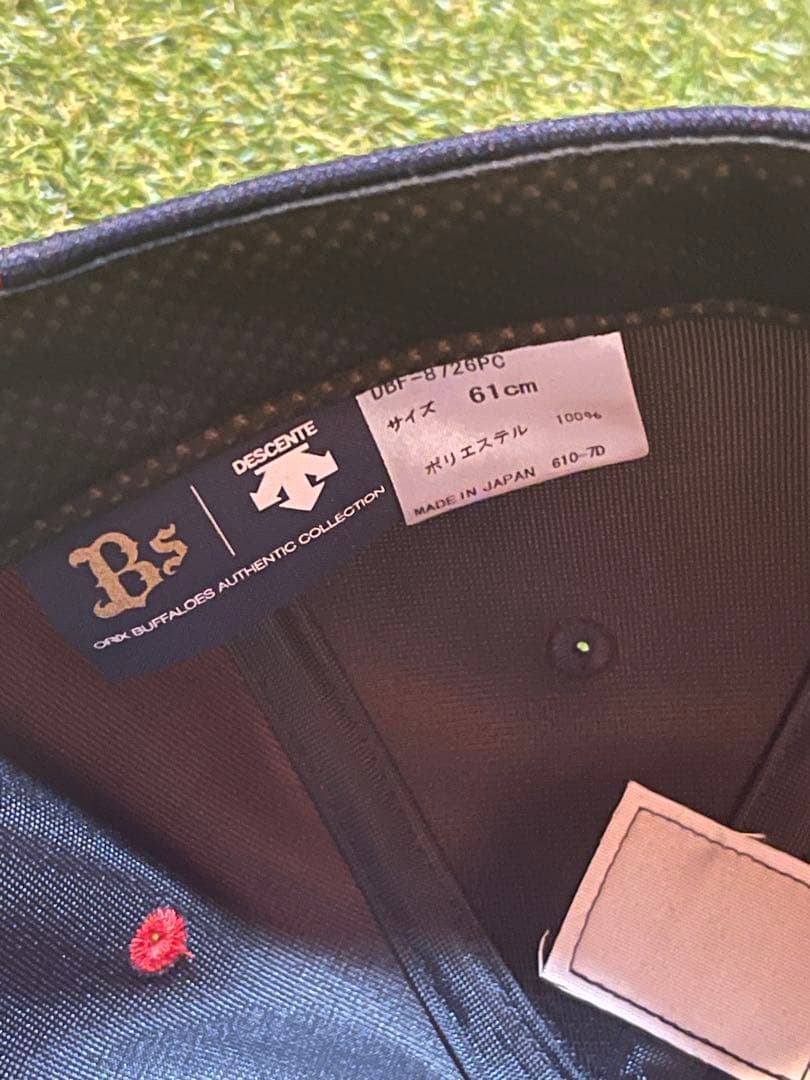 DBF-8726PC
サイズ 61cm
ポリエステル 100%
MADE IN JAPAN 610-7D
DESCENTE
Bs
ORIX BUFFALOES AUTHENTIC COLLECTION